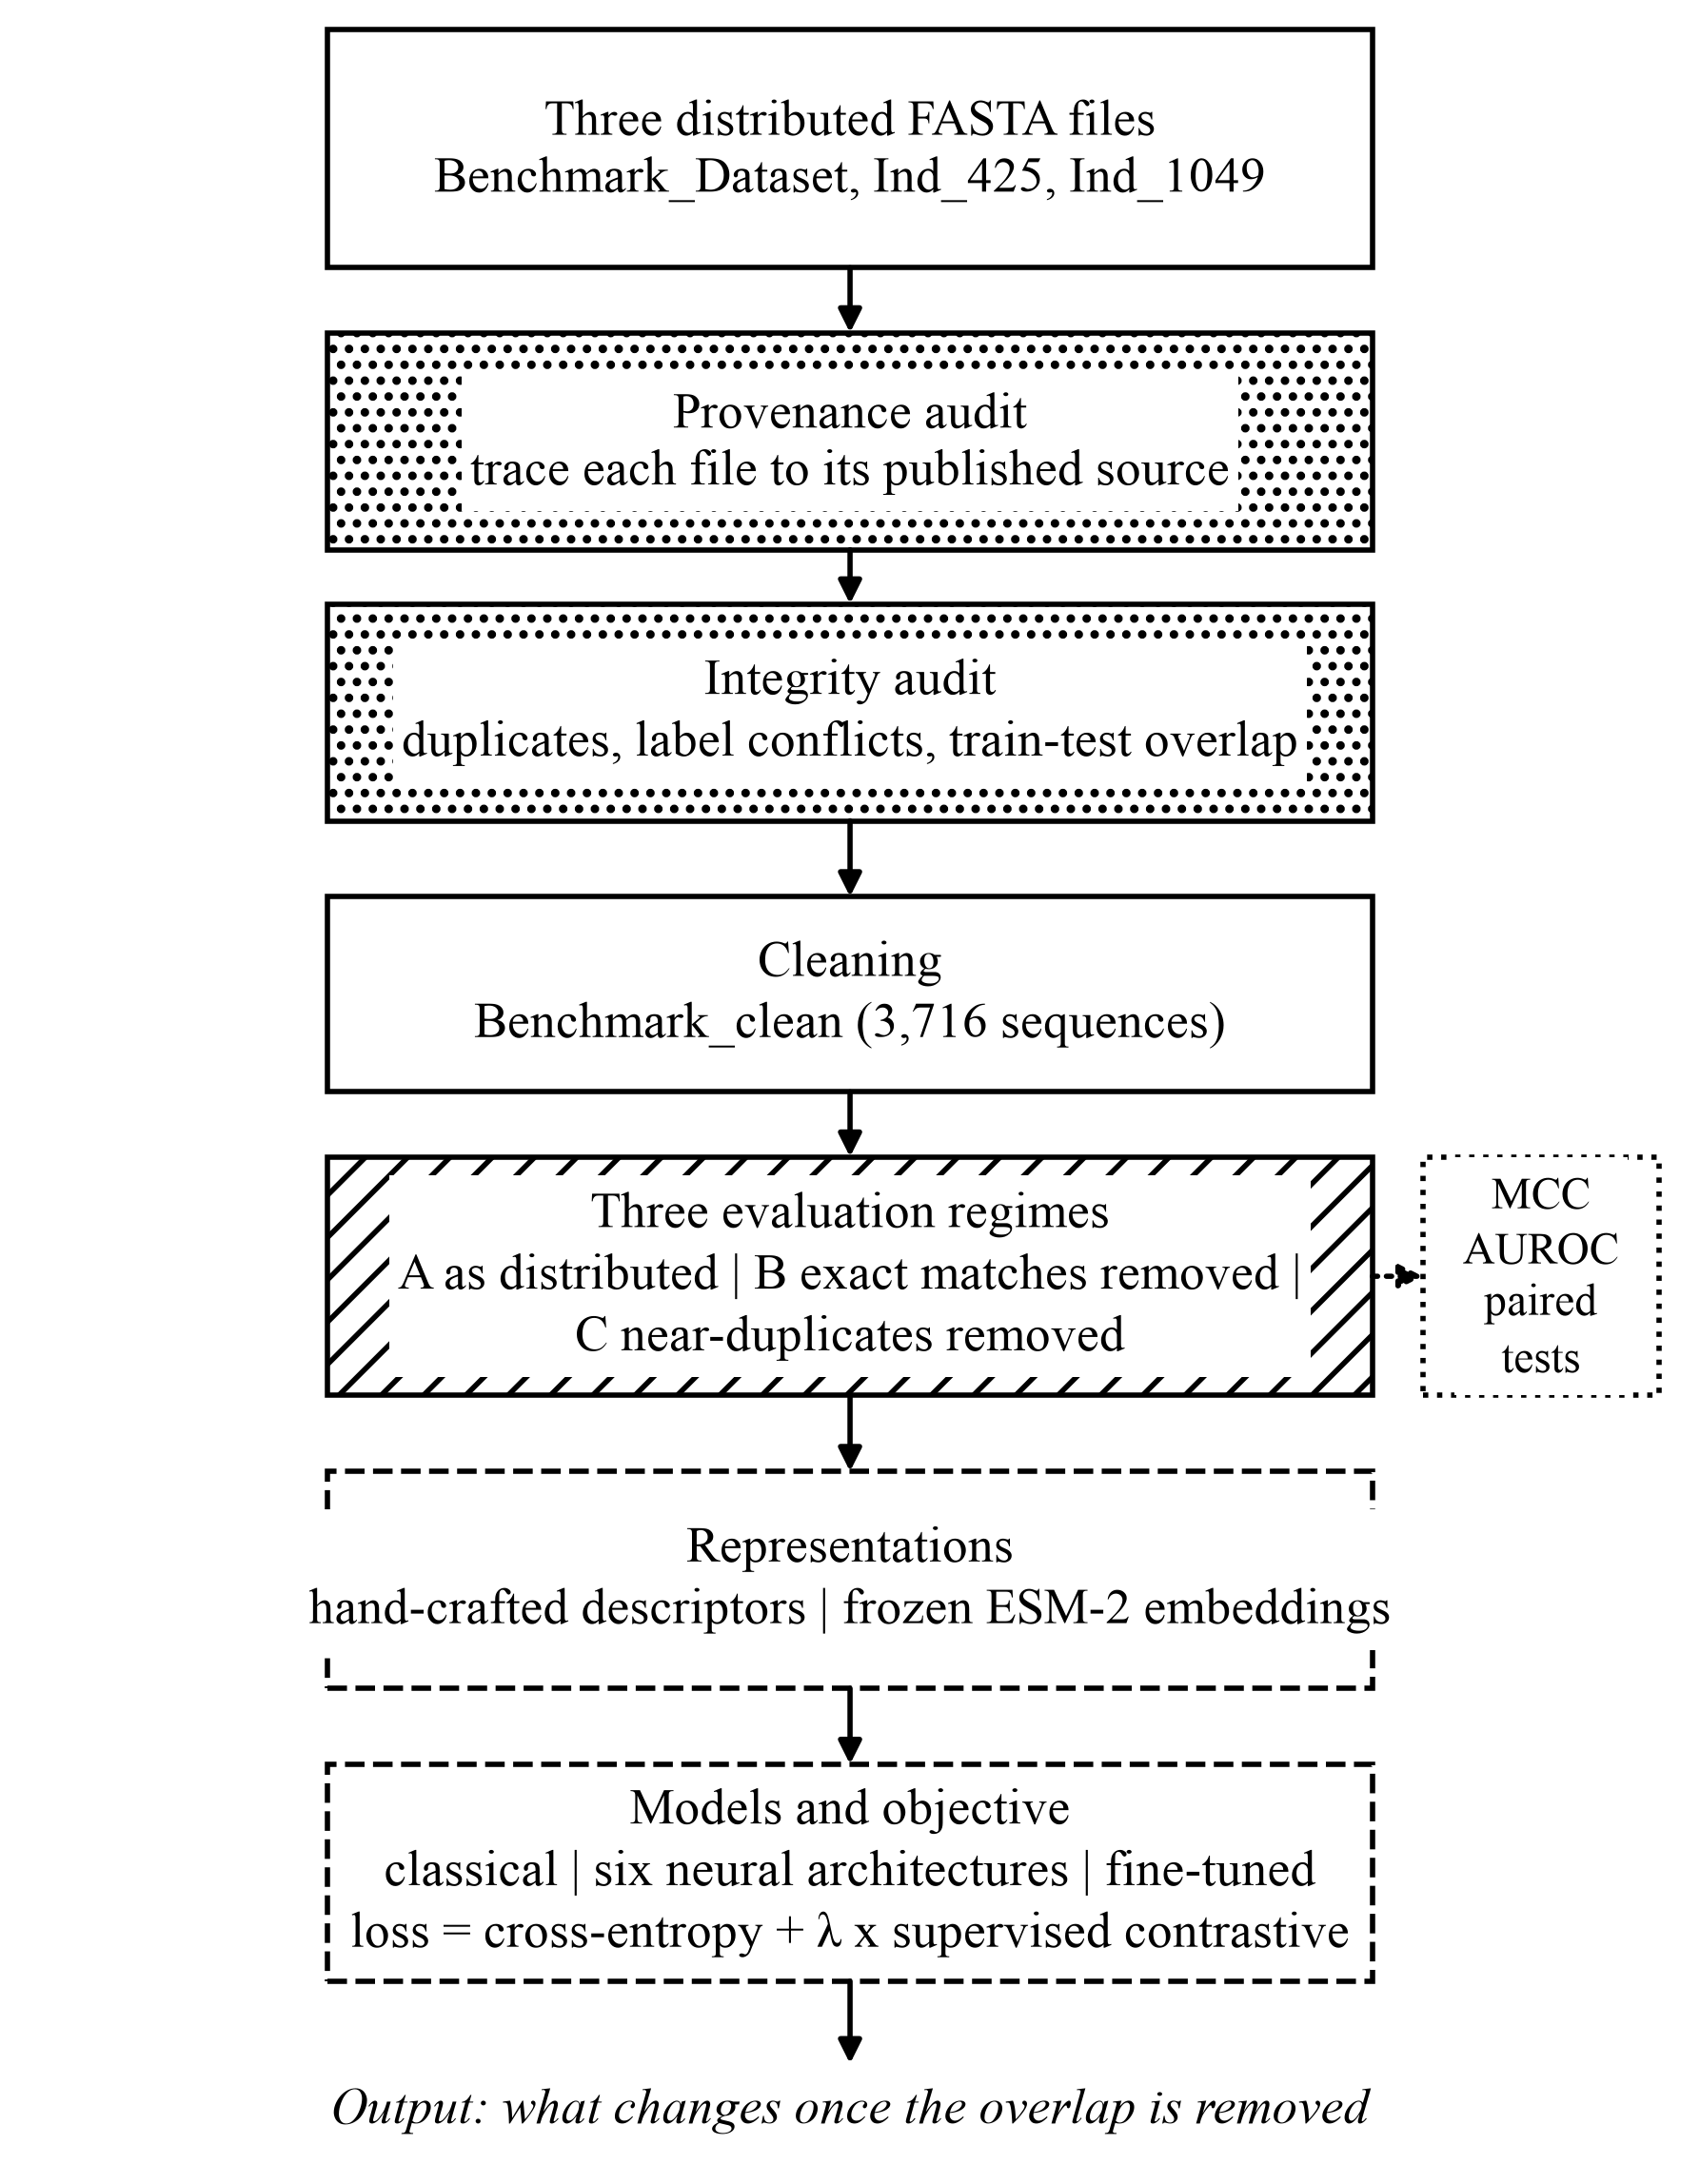 Three distributed FASTA files
Benchmark_Dataset, Ind_425, Ind_1049
Provenance audit
trace each file to its published source
Integrity audit
duplicates, label conflicts, train-test overlap
Cleaning
Benchmark_clean (3,716 sequences)
Three evaluation regimes
A as distributed | B exact matches removed |
C near-duplicates removed
MCC
AUROC
paired
tests
Representations
hand-crafted descriptors | frozen ESM-2 embeddings
Models and objective
classical | six neural architectures | fine-tuned
loss = cross-entropy + λ x supervised contrastive
Output: what changes once the overlap is removed